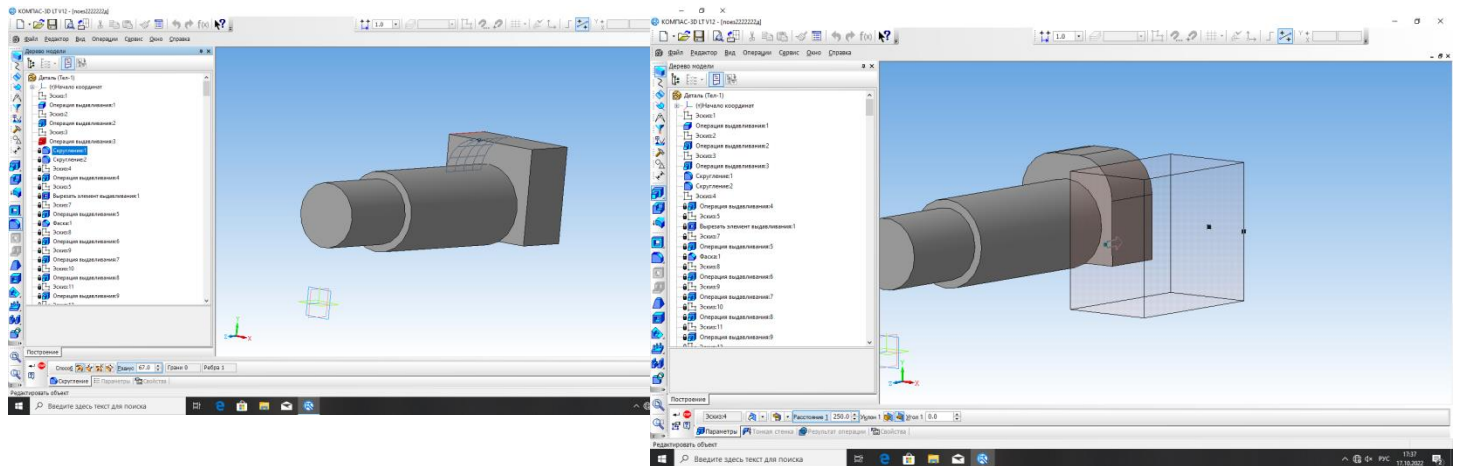 КОМПАС-3D LT V12 - [поез2222222д]
1.0
f(x)
Файл Редактор Вид Операции Сервис Окно Справка
Дерево модели
Деталь (Тел-1)
(т)Начало координат
Эскиз:1
Операция выдавливания:1
Эскиз:2
Операция выдавливания:2
Эскиз:3
Операция выдавливания:3
Скругление:1
Скругление:2
Эскиз:4
Операция выдавливания:4
Эскиз:5
Вырезать элемент выдавливания:1
Эскиз:7
Операция выдавливания:5
Фаска:1
Эскиз:8
Операция выдавливания:6
Эскиз:9
Операция выдавливания:7
Эскиз:10
Операция выдавливания:8
Эскиз:11
Операция выдавливания:9
Построение
Способ Радиус 67.0 Грани 0 Ребра 1
Скругление Параметры Свойства
Редактировать объект
Введите здесь текст для поиска
КОМПАС-3D LT V12 - [поез2222222д]
1.0
f(x)
Файл Редактор Вид Операции Сервис Окно Справка
Дерево модели
Деталь (Тел-1)
(т)Начало координат
Эскиз:1
Операция выдавливания:1
Эскиз:2
Операция выдавливания:2
Эскиз:3
Операция выдавливания:3
Скругление:1
Скругление:2
Эскиз:4
Операция выдавливания:4
Эскиз:5
Вырезать элемент выдавливания:1
Эскиз:7
Операция выдавливания:5
Фаска:1
Эскиз:8
Операция выдавливания:6
Эскиз:9
Операция выдавливания:7
Эскиз:10
Операция выдавливания:8
Эскиз:11
Операция выдавливания:9
Построение
Эскиз:4 Расстояние 1 250.0 Уклон 1 Угол 1 0.0
Параметры Тонкая стенка Результат операции Свойства
Редактировать объект
Введите здесь текст для поиска
РУС 17:37
17.10.2022